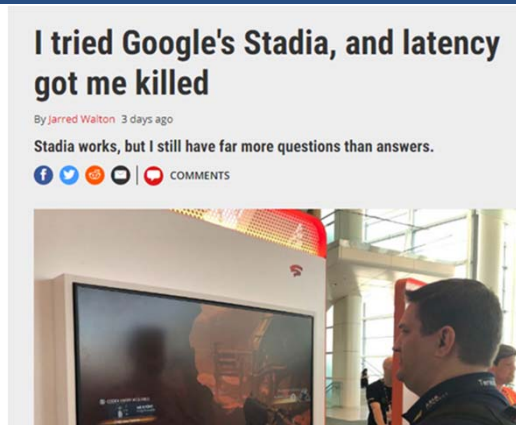 I tried Google's Stadia, and latency
got me killed
By Jarred Walton 3 days ago
Stadia works, but I still have far more questions than answers.
COMMENTS